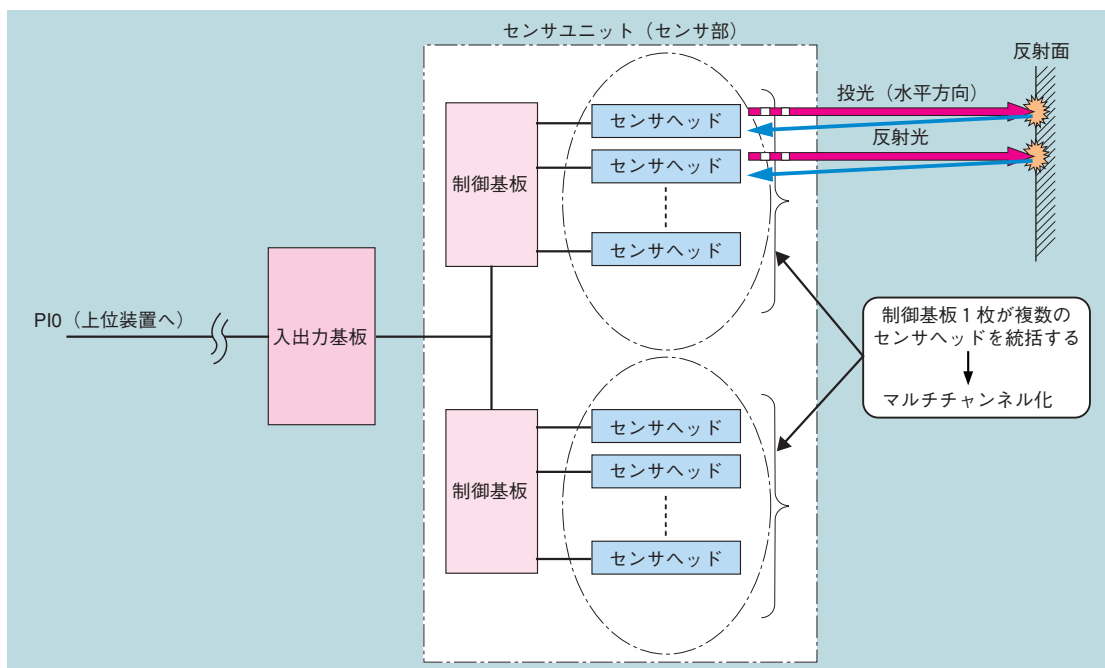 センサユニット（センサ部）
反射面
投光（水平方向）
反射光
センサヘッド
センサヘッド
センサヘッド
制御基板
PI0（上位装置へ）
入出力基板
制御基板１枚が複数の
センサヘッドを統括する
マルチチャンネル化
制御基板
センサヘッド
センサヘッド
センサヘッド